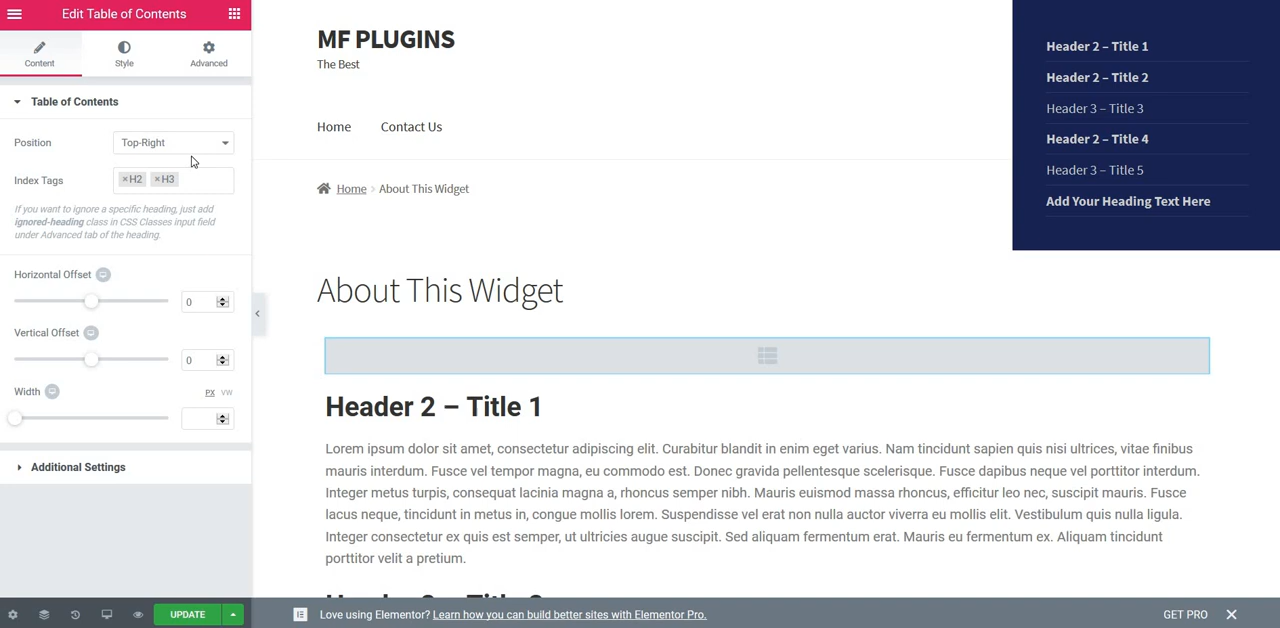 Edit Table of Contents
Content
Style
Advanced
Table of Contents
Position
Top-Right
Index Tags
×H2 ×H3
If you want to ignore a specific heading, just add
ignored-heading class in CSS Classes input field
under Advanced tab of the heading.
Horizontal Offset
0
Vertical Offset
0
Width
PX VW
Additional Settings
UPDATE
MF PLUGINS
The Best
Home
Contact Us
Home > About This Widget
Header 2 – Title 1
Header 2 – Title 2
Header 3 – Title 3
Header 2 – Title 4
Header 3 – Title 5
Add Your Heading Text Here
About This Widget
Header 2 – Title 1
Lorem ipsum dolor sit amet, consectetur adipiscing elit. Curabitur blandit in enim eget varius. Nam tincidunt sapien quis nisi ultrices, vitae finibus
mauris interdum. Fusce vel tempor magna, eu commodo est. Donec gravida pellentesque scelerisque. Fusce dapibus neque vel porttitor interdum.
Integer metus turpis, consequat lacinia magna a, rhoncus semper nibh. Mauris euismod massa rhoncus, efficitur leo nec, suscipit mauris. Fusce
lacus neque, tincidunt in metus in, congue mollis lorem. Suspendisse vel erat non nulla auctor viverra eu mollis elit. Vestibulum quis nulla ligula.
Integer consectetur ex quis est semper, ut ultricies augue suscipit. Sed aliquam fermentum erat. Mauris eu fermentum ex. Aliquam tincidunt
porttitor velit a pretium.
Love using Elementor? Learn how you can build better sites with Elementor Pro.
GET PRO